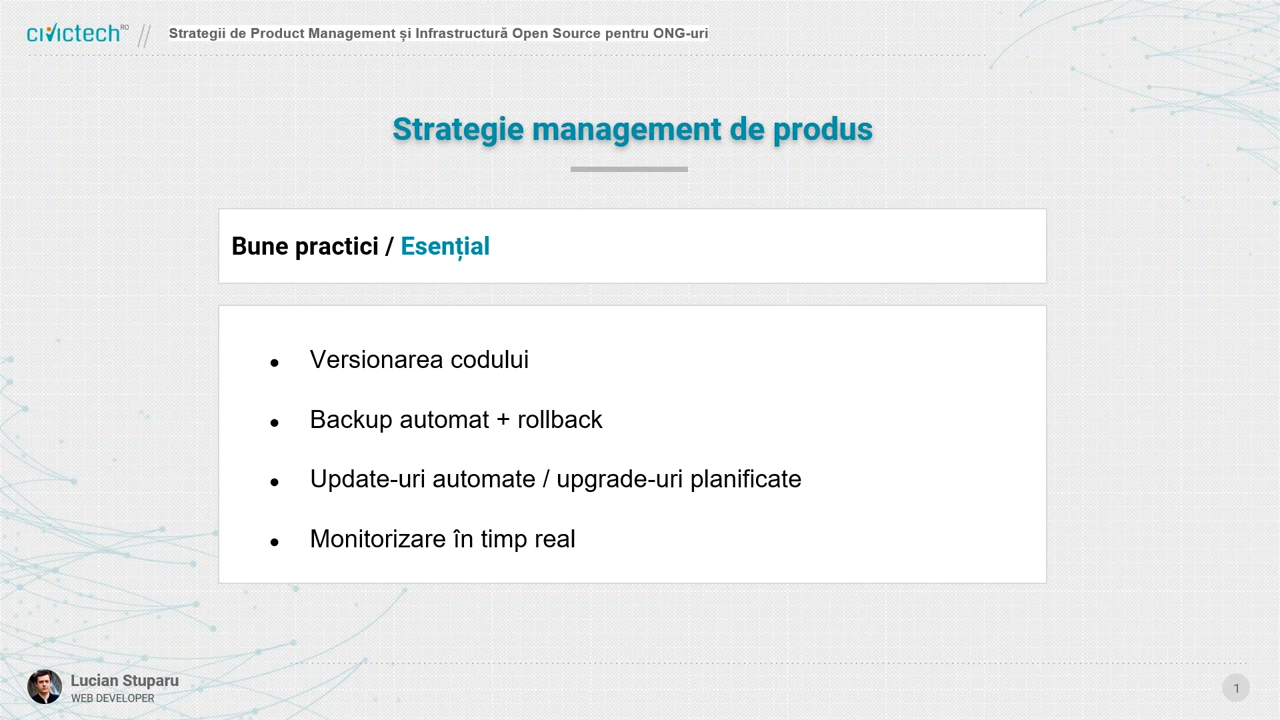 civictech RO // Strategii de Product Management și Infrastructură Open Source pentru ONG-uri
Strategie management de produs
Bune practici / Esențial
● Versionarea codului
● Backup automat + rollback
● Update-uri automate / upgrade-uri planificate
● Monitorizare în timp real
Lucian Stuparu
WEB DEVELOPER
1